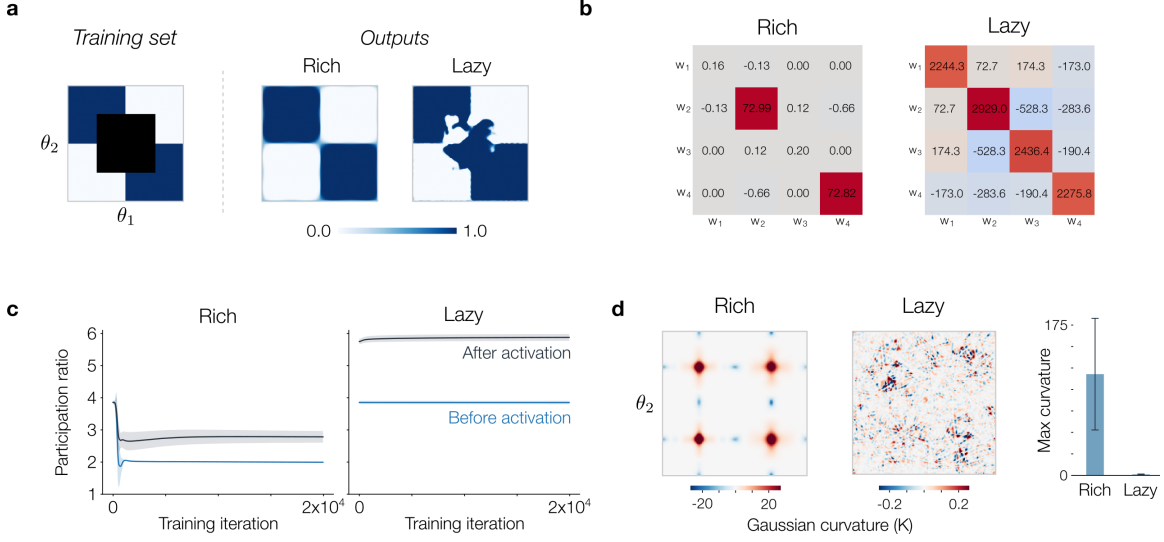 a
Training set
Outputs
Rich
Lazy
θ₂
θ₁
0.0
1.0
b
Rich
Lazy
w₁ 0.16 -0.13 0.00 0.00
w₂ -0.13 72.99 0.12 -0.66
w₃ 0.00 0.12 0.20 0.00
w₄ 0.00 -0.66 0.00 72.82
w₁ w₂ w₃ w₄
w₁ 2244.3 72.7 174.3 -173.0
w₂ 72.7 2929.0 -528.3 -283.6
w₃ 174.3 -528.3 2436.4 -190.4
w₄ -173.0 -283.6 -190.4 2275.8
w₁ w₂ w₃ w₄
c
Rich
Lazy
Participation ratio
6
5
4
3
2
1
After activation
Before activation
0 2x10⁴
0 2x10⁴
Training iteration
Training iteration
d
Rich
Lazy
θ₂
-20 20
-0.2 0.2
Gaussian curvature (K)
Max curvature
175
0
Rich Lazy